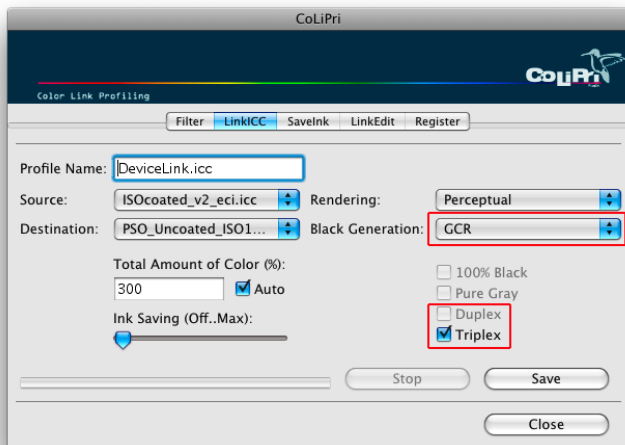 CoLiPri
CoLiPri
Color Link Profiling
Filter LinkICC SaveInk LinkEdit Register
Profile Name: DeviceLink.icc
Source: ISOcoated_v2_eci.icc Rendering: Perceptual
Destination: PSO_Uncoated_ISO1... Black Generation: GCR
Total Amount of Color (%):
300 Auto
Ink Saving (Off..Max):
100% Black
Pure Gray
Duplex
Triplex
Stop Save
Close